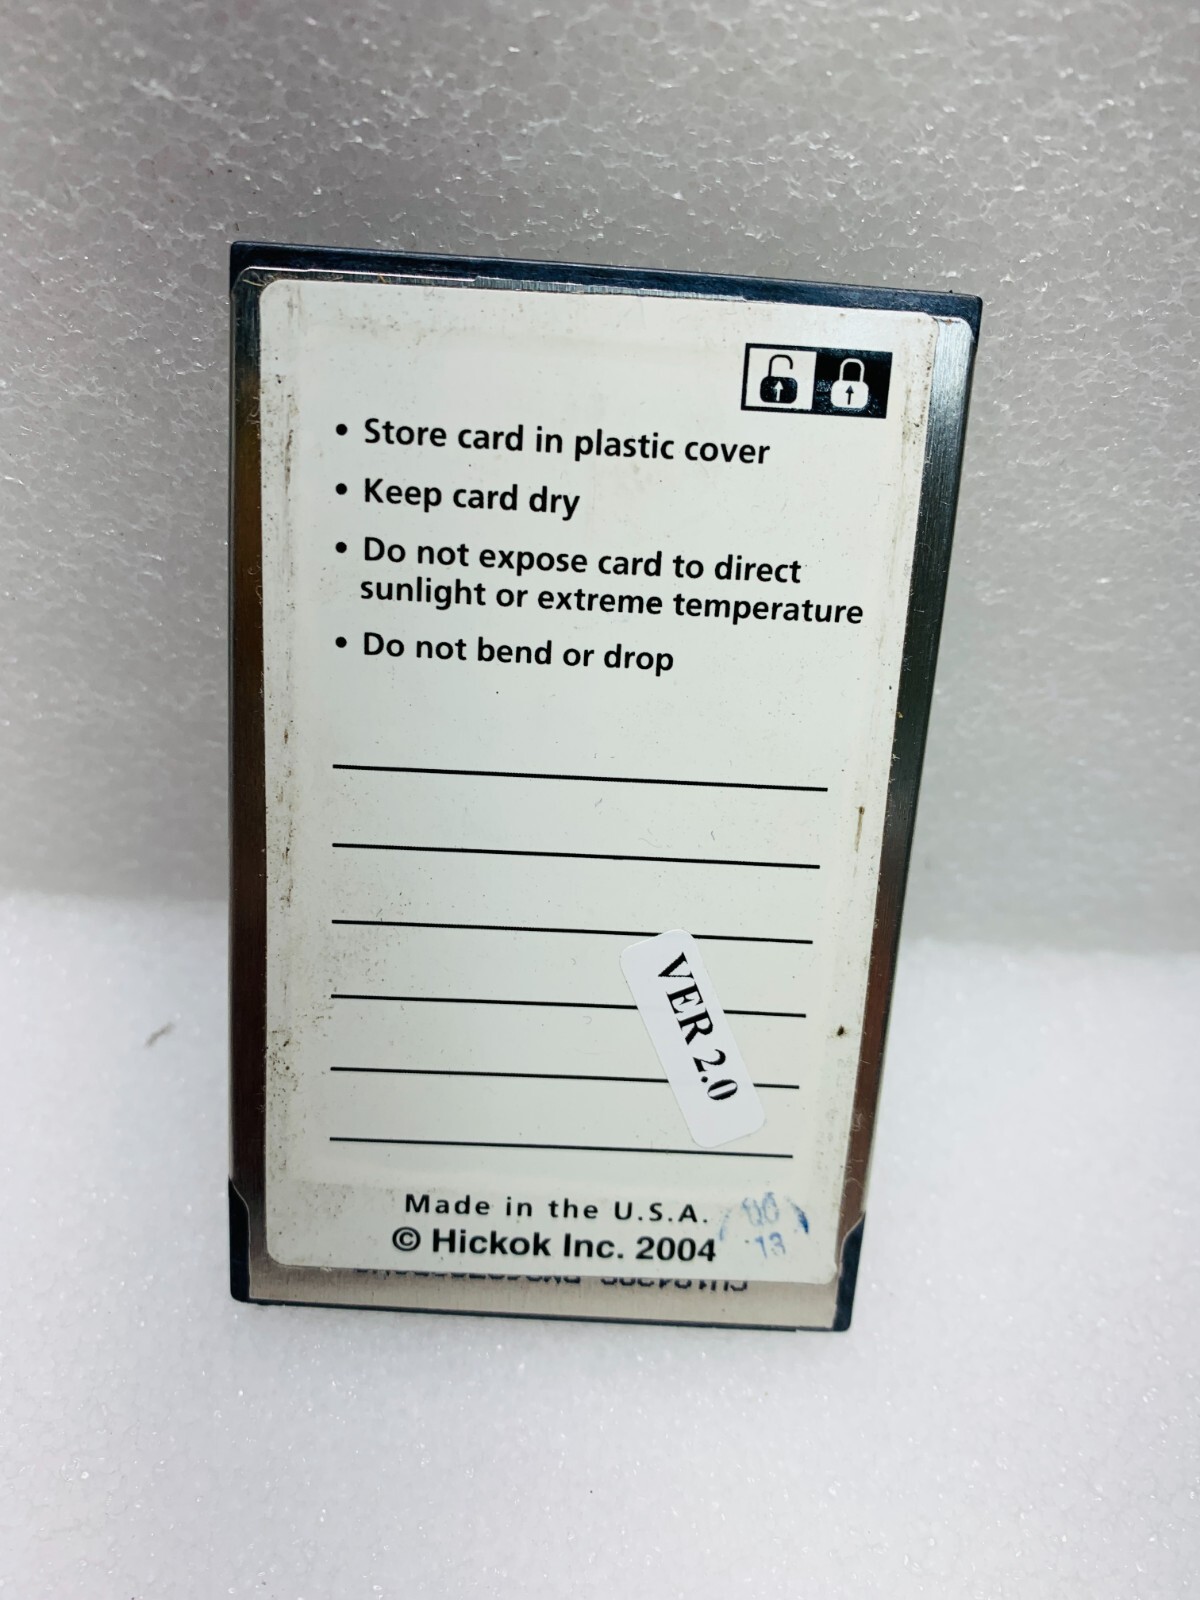 • Store card in plastic cover
• Keep card dry
• Do not expose card to direct
sunlight or extreme temperature
• Do not bend or drop
VER 2.0
Made in the U.S.A.
© Hickok Inc. 2004
13